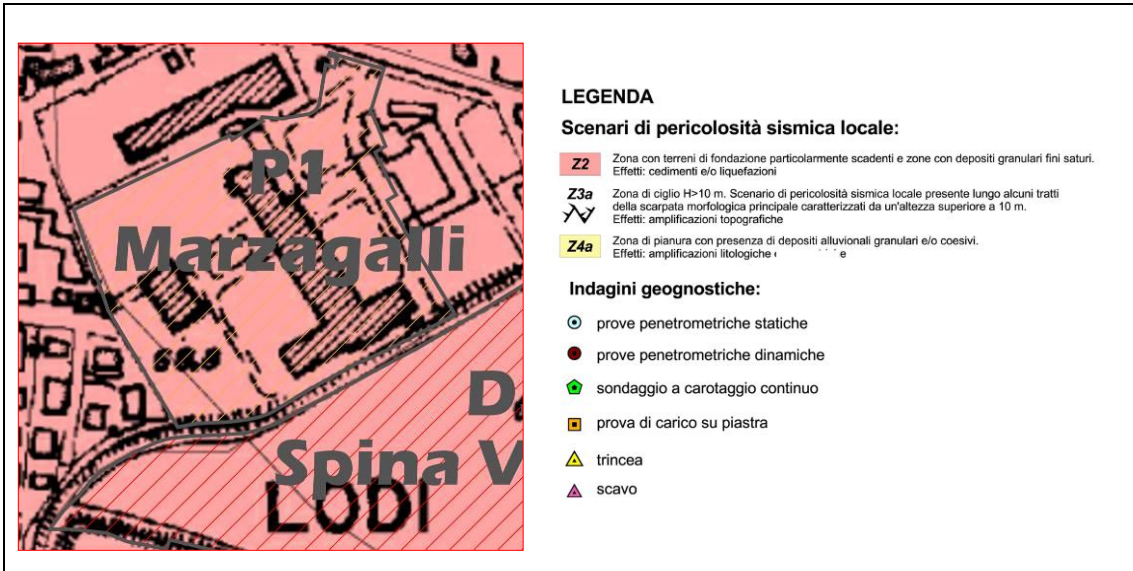 P1
Marzagalli
D
Spina V
LODI
LEGENDA
Scenari di pericolosità sismica locale:
Z2 Zona con terreni di fondazione particolarmente scadenti e zone con depositi granulari fini saturi.
Effetti: cedimenti e/o liquefazioni
Z3a Zona di ciglio H>10 m. Scenario di pericolosità sismica locale presente lungo alcuni tratti
della scarpata morfologica principale caratterizzati da un'altezza superiore a 10 m.
Effetti: amplificazioni topografiche
Z4a Zona di pianura con presenza di depositi alluvionali granulari e/o coesivi.
Effetti: amplificazioni litologiche e
Indagini geognostiche:
prove penetrometriche statiche
prove penetrometriche dinamiche
sondaggio a carotaggio continuo
prova di carico su piastra
trincea
scavo